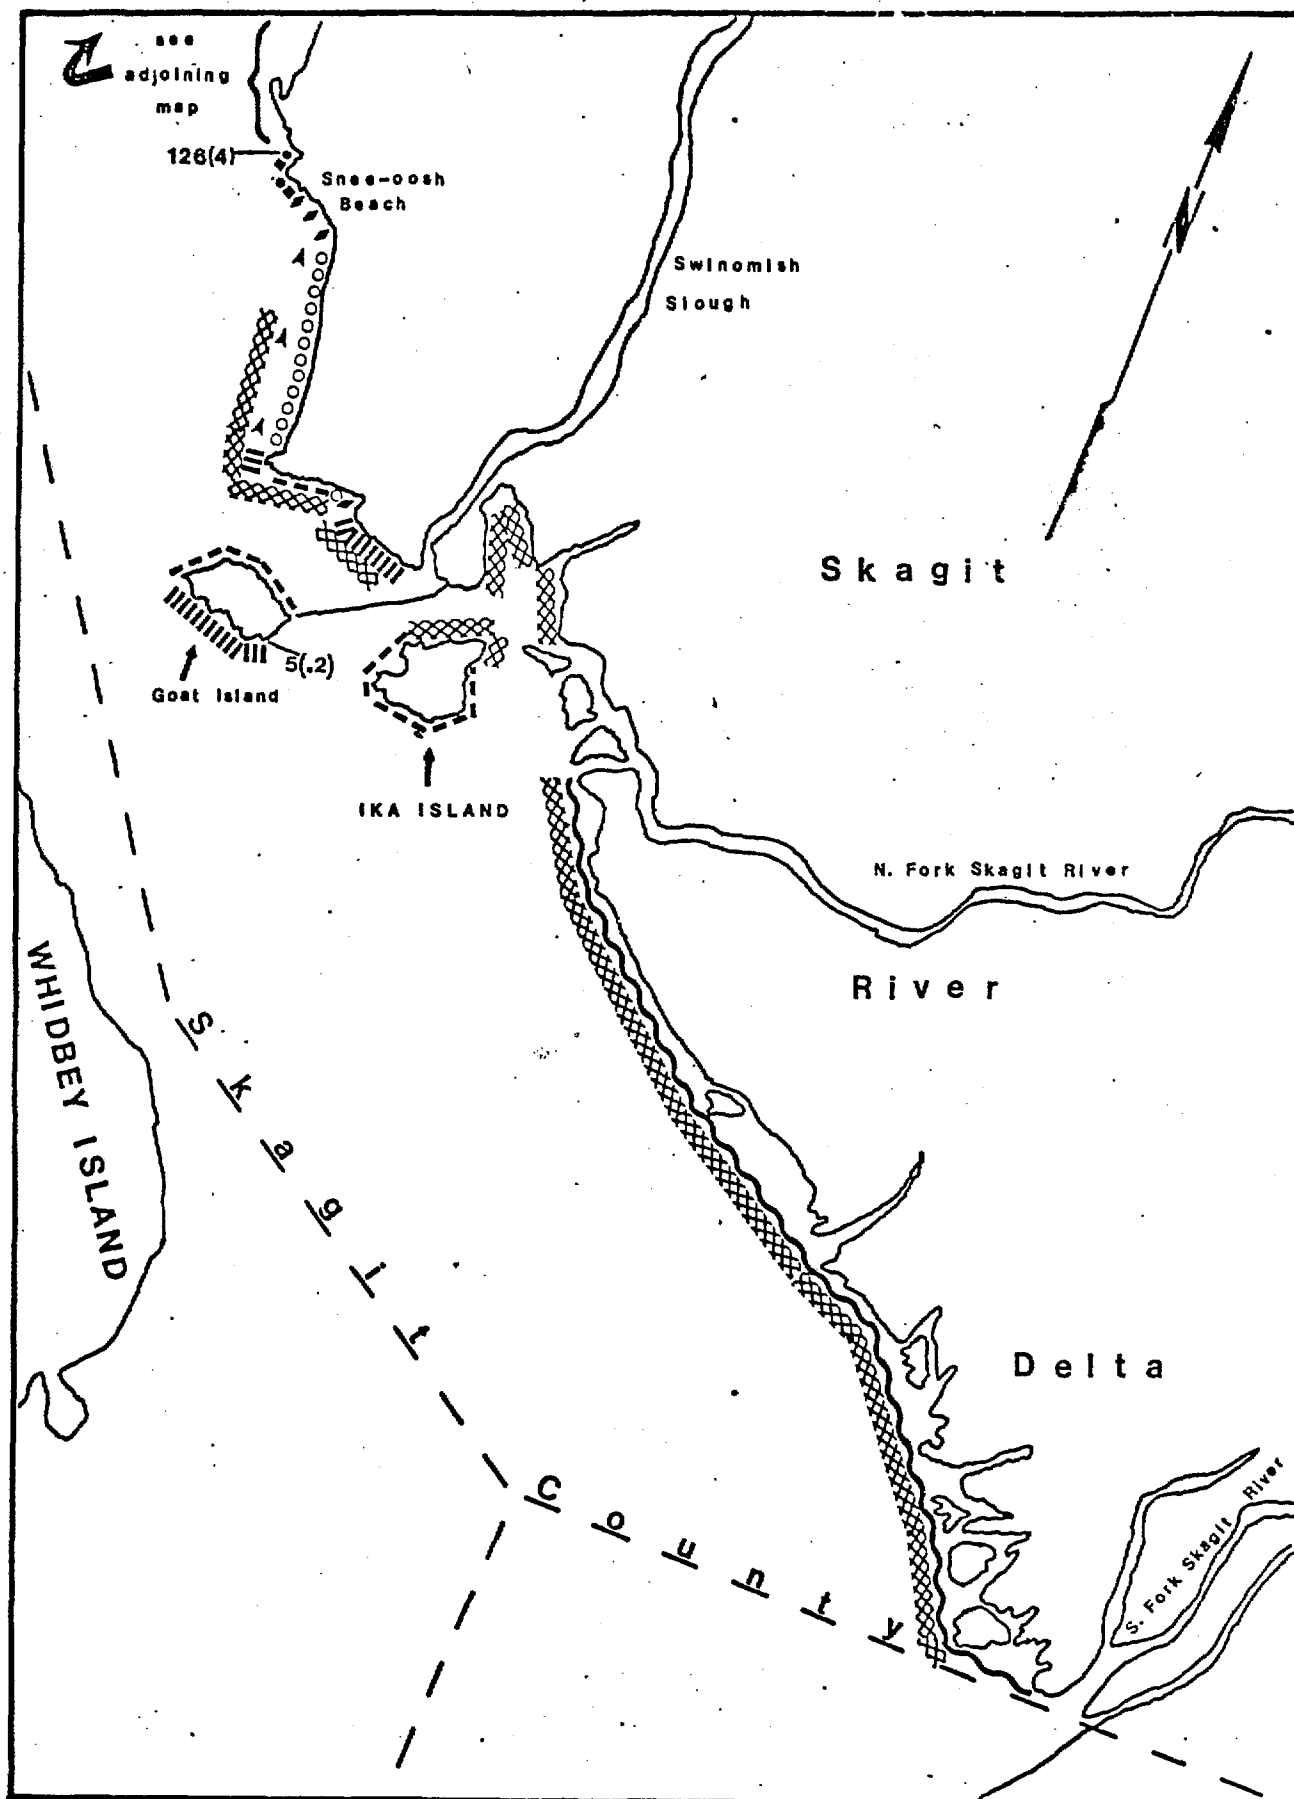 see
adjoining
map
126(4)
Snee-oosh
Beach
Swinomish
Slough
N
Skagit
5(.2)
Goat Island
IKA ISLAND
N. Fork Skagit River
River
WHIDBEY ISLAND
Skagit
Delta
County
S. Fork Skagit River